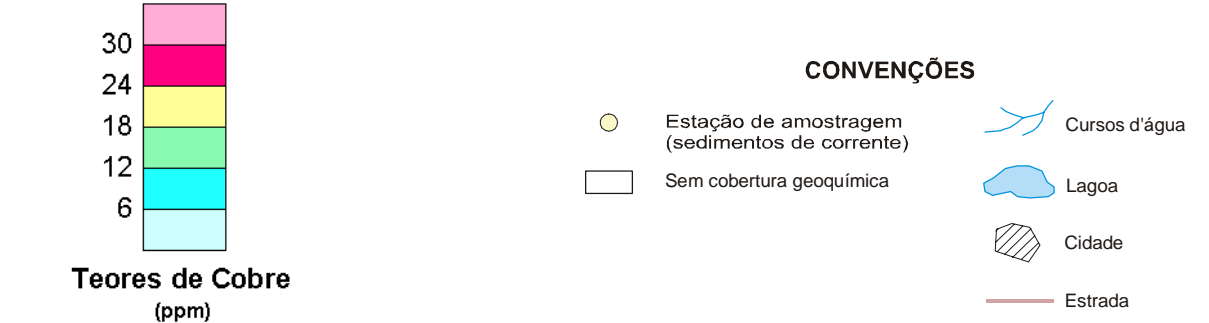 30
24
18
12
6
Teores de Cobre
(ppm)
CONVENÇÕES
Estação de amostragem
(sedimentos de corrente)
Sem cobertura geoquímica
Cursos d'água
Lagoa
Cidade
Estrada